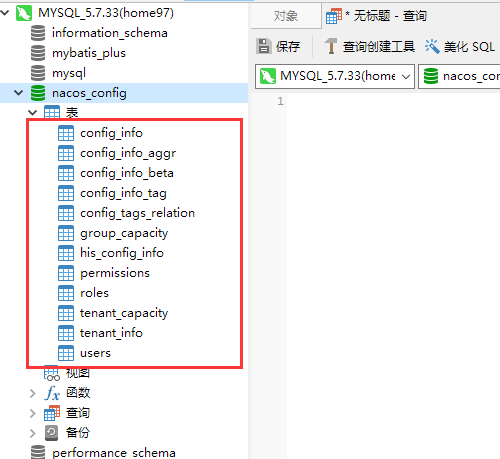 MYSQL_5.7.33(home97)
information_schema
mybatis_plus
mysql
nacos_config
表
config_info
config_info_aggr
config_info_beta
config_info_tag
config_tags_relation
group_capacity
his_config_info
permissions
roles
tenant_capacity
tenant_info
users
视图
fx 函数
查询
备份
performance_schema
对象
* 无标题 - 查询
保存 查询创建工具 美化 SQL
MYSQL_5.7.33(home nacos_con
1